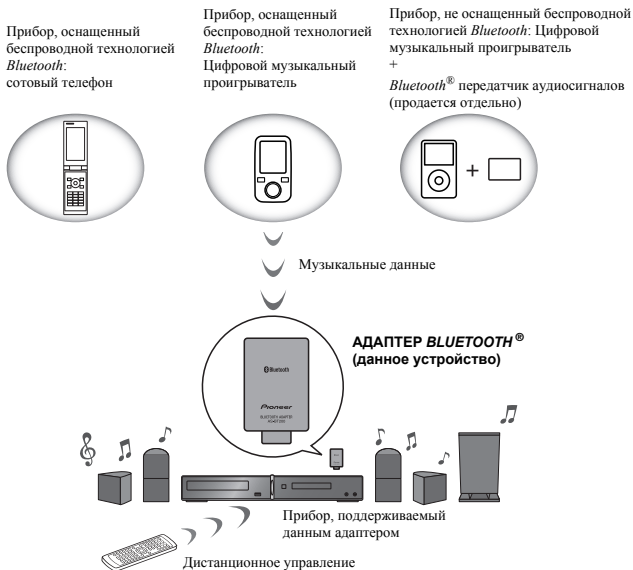 Прибор, оснащенный
беспроводной технологией
Bluetooth:
сотовый телефон
Прибор, оснащенный
беспроводной технологией
Bluetooth:
Цифровой музыкальный
проигрыватель
Прибор, не оснащенный беспроводной
технологией Bluetooth: Цифровой
музыкальный проигрыватель
+
Bluetooth® передатчик аудиосигналов
(продается отдельно)
+
Музыкальные данные
АДАПТЕР BLUETOOTH®
(данное устройство)
Bluetooth
Pioneer
BLUETOOTH ADAPTER
Прибор, поддерживаемый
данным адаптером
Дистанционное управление